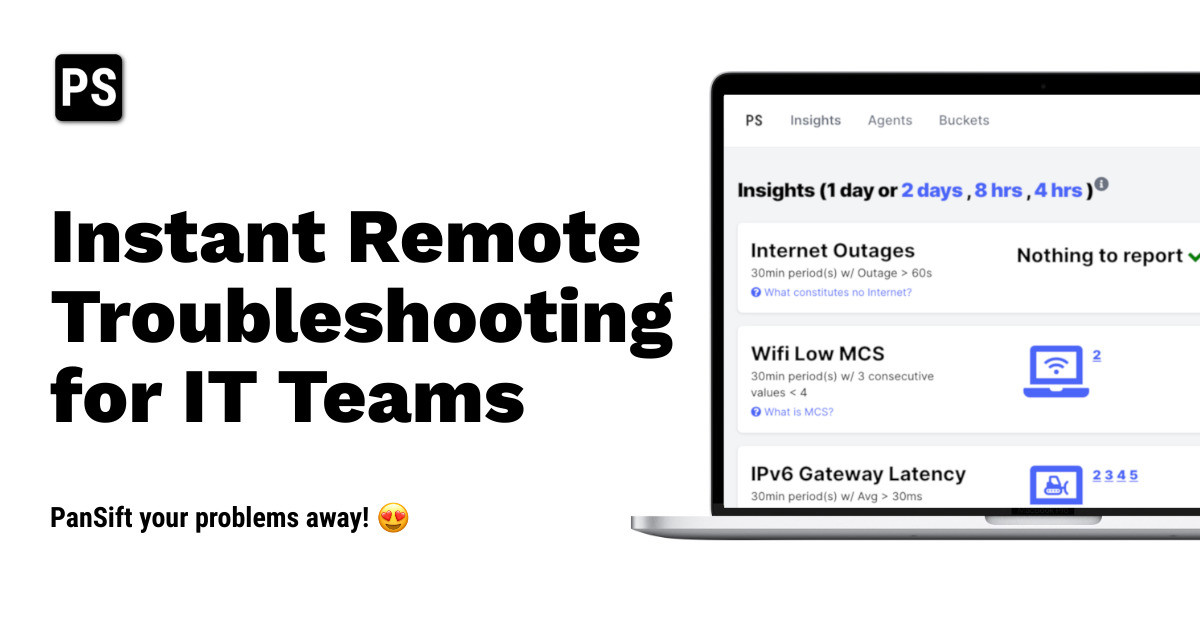 PS
Instant Remote
Troubleshooting
for IT Teams
PanSift your problems away! 😍
PS Insights Agents Buckets
Insights (1 day or 2 days , 8 hrs , 4 hrs )
Internet Outages
30min period(s) w/ Outage > 60s
What constitutes no Internet?
Nothing to report
Wifi Low MCS
30min period(s) w/ 3 consecutive
values < 4
What is MCS?
2
IPv6 Gateway Latency
30min period(s) w/ Avg > 30ms
2 3 4 5